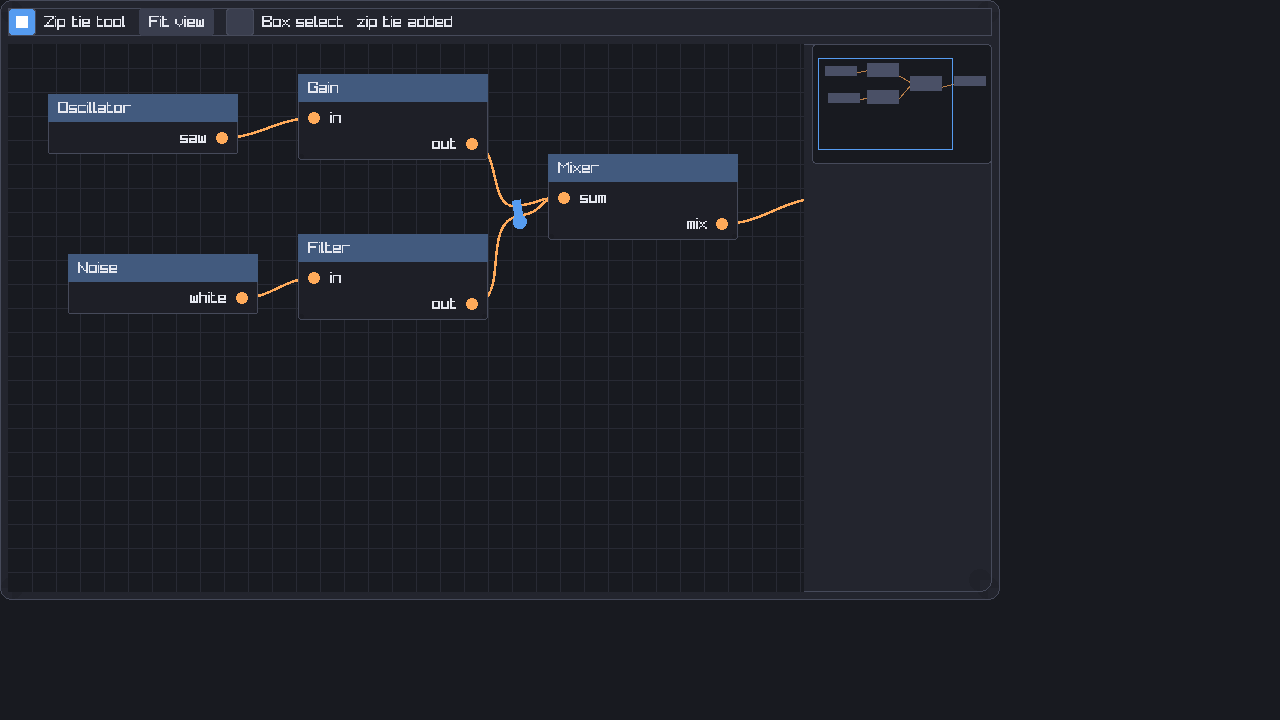 Zip tie tool Fit view Box select zip tie added
Gain
Oscillator
in
saw
out
Mixer
sum
mix
Filter
Noise
in
white
out